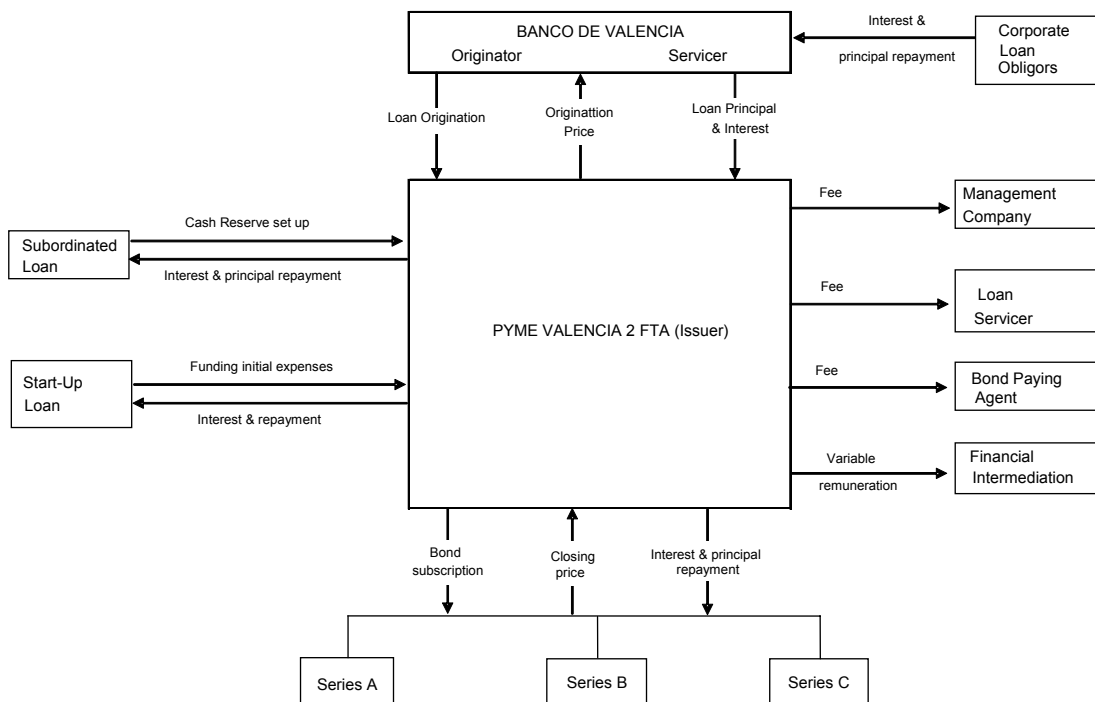 BANCO DE VALENCIA
Originator Servicer
Interest &
principal repayment
Corporate
Loan
Obligors
Loan Origination
Originattion
Price
Loan Principal
& Interest
Fee
Management
Company
Cash Reserve set up
Subordinated
Loan
Interest & principal repayment
Fee
Loan
Servicer
PYME VALENCIA 2 FTA (Issuer)
Funding initial expenses
Start-Up
Loan
Interest & repayment
Fee
Bond Paying
Agent
Variable
remuneration
Financial
Intermediation
Bond
subscription
Closing
price
Interest & principal
repayment
Series A
Series B
Series C